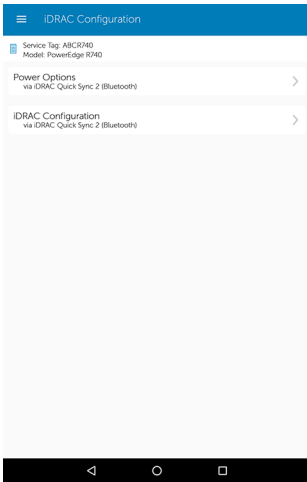 iDRAC Configuration
Service Tag: ABCR740
Model: PowerEdge R740
Power Options
via iDRAC Quick Sync 2 (Bluetooth)
iDRAC Configuration
via iDRAC Quick Sync 2 (Bluetooth)